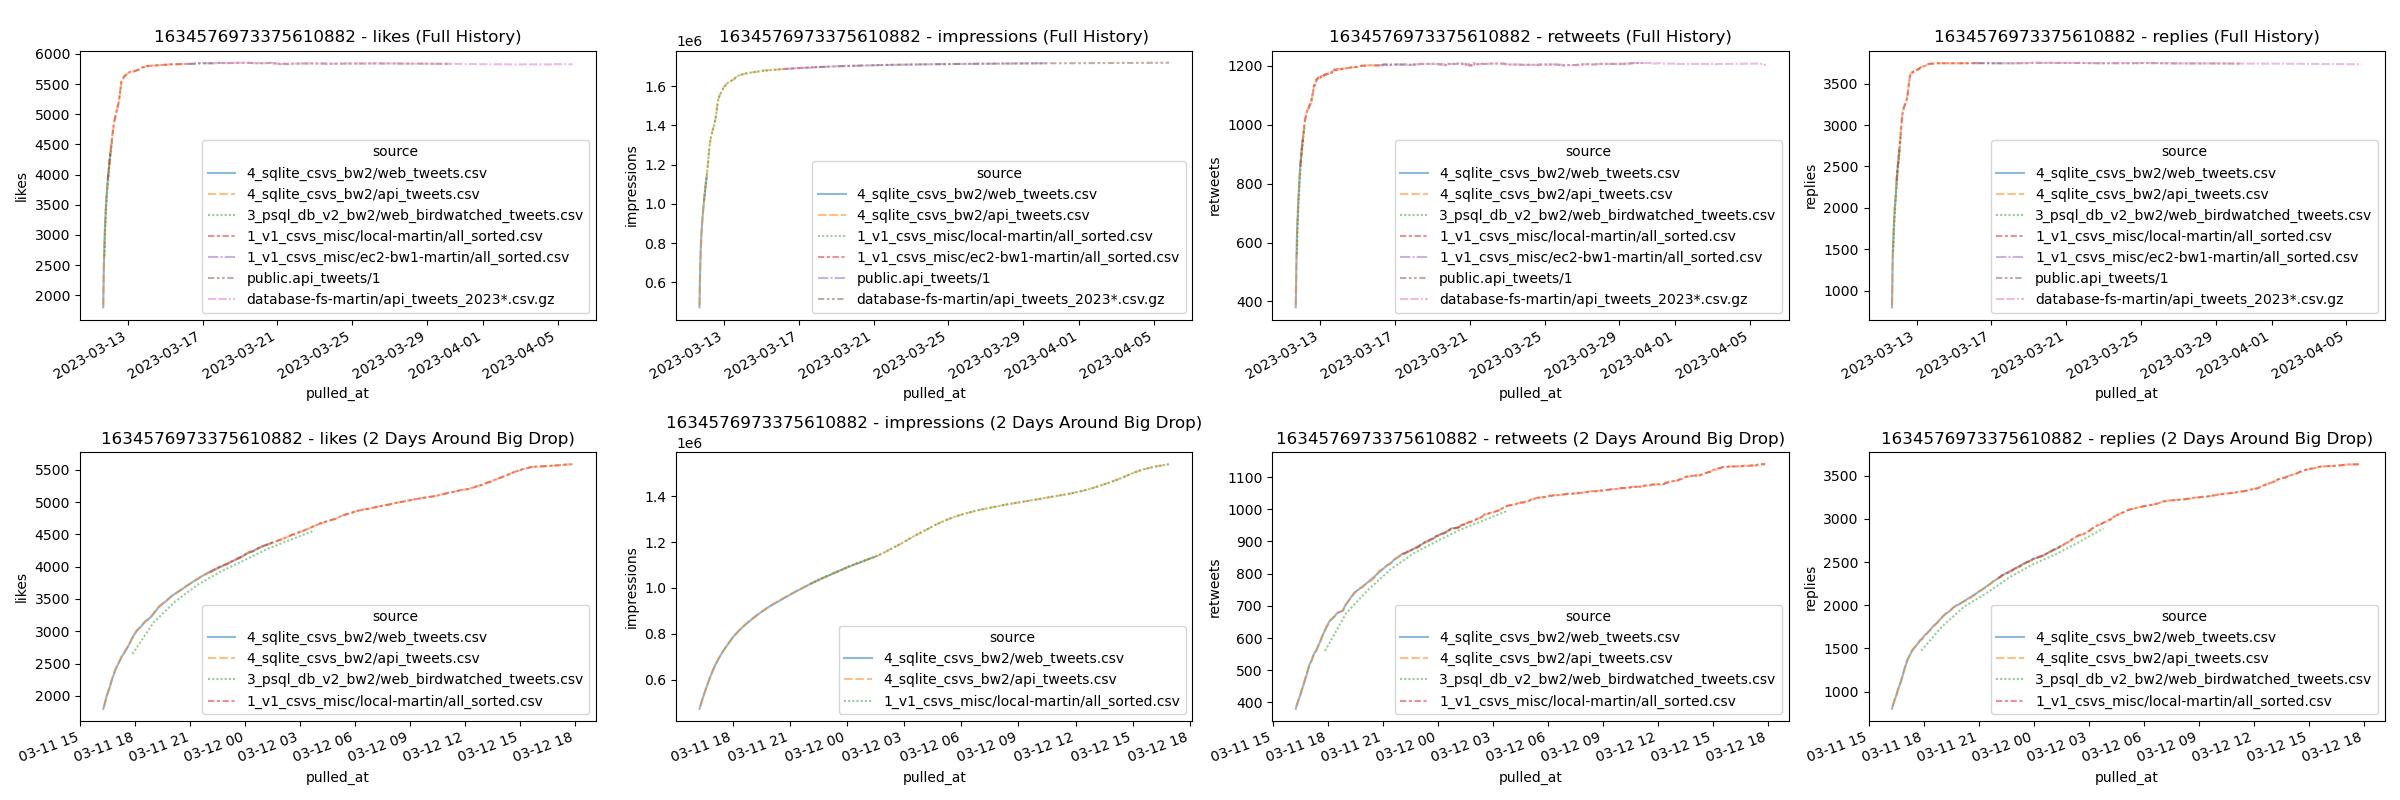 1634576973375610882 - likes (Full History)
6000
5500
5000
4500
4000
3500
3000
2500
2000
likes
source
4_sqlite_csvs_bw2/web_tweets.csv
4_sqlite_csvs_bw2/api_tweets.csv
3_psql_db_v2_bw2/web_birdwatched_tweets.csv
1_v1_csvs_misc/local-martin/all_sorted.csv
1_v1_csvs_misc/ec2-bw1-martin/all_sorted.csv
public.api_tweets/1
database-fs-martin/api_tweets_2023*.csv.gz
2023-03-13
2023-03-17
2023-03-21
2023-03-25
2023-03-29
2023-04-01
2023-04-05
pulled_at
1634576973375610882 - impressions (Full History)
1e6
1.6
1.4
1.2
1.0
0.8
0.6
impressions
source
4_sqlite_csvs_bw2/web_tweets.csv
4_sqlite_csvs_bw2/api_tweets.csv
1_v1_csvs_misc/local-martin/all_sorted.csv
1_v1_csvs_misc/ec2-bw1-martin/all_sorted.csv
public.api_tweets/1
database-fs-martin/api_tweets_2023*.csv.gz
2023-03-13
2023-03-17
2023-03-21
2023-03-25
2023-03-29
2023-04-01
2023-04-05
pulled_at
1634576973375610882 - retweets (Full History)
1200
1000
800
600
400
retweets
source
4_sqlite_csvs_bw2/web_tweets.csv
4_sqlite_csvs_bw2/api_tweets.csv
3_psql_db_v2_bw2/web_birdwatched_tweets.csv
1_v1_csvs_misc/local-martin/all_sorted.csv
1_v1_csvs_misc/ec2-bw1-martin/all_sorted.csv
public.api_tweets/1
database-fs-martin/api_tweets_2023*.csv.gz
2023-03-13
2023-03-17
2023-03-21
2023-03-25
2023-03-29
2023-04-01
2023-04-05
pulled_at
1634576973375610882 - replies (Full History)
3500
3000
2500
2000
1500
1000
replies
source
4_sqlite_csvs_bw2/web_tweets.csv
4_sqlite_csvs_bw2/api_tweets.csv
3_psql_db_v2_bw2/web_birdwatched_tweets.csv
1_v1_csvs_misc/local-martin/all_sorted.csv
1_v1_csvs_misc/ec2-bw1-martin/all_sorted.csv
public.api_tweets/1
database-fs-martin/api_tweets_2023*.csv.gz
2023-03-13
2023-03-17
2023-03-21
2023-03-25
2023-03-29
2023-04-01
2023-04-05
pulled_at
1634576973375610882 - likes (2 Days Around Big Drop)
5500
5000
4500
4000
3500
3000
2500
2000
likes
source
4_sqlite_csvs_bw2/web_tweets.csv
4_sqlite_csvs_bw2/api_tweets.csv
3_psql_db_v2_bw2/web_birdwatched_tweets.csv
1_v1_csvs_misc/local-martin/all_sorted.csv
03-11 15
03-11 18
03-11 21
03-12 00
03-12 03
03-12 06
03-12 09
03-12 12
03-12 15
03-12 18
pulled_at
1634576973375610882 - impressions (2 Days Around Big Drop)
1e6
1.4
1.2
1.0
0.8
0.6
impressions
source
4_sqlite_csvs_bw2/web_tweets.csv
4_sqlite_csvs_bw2/api_tweets.csv
1_v1_csvs_misc/local-martin/all_sorted.csv
03-11 18
03-11 21
03-12 00
03-12 03
03-12 06
03-12 09
03-12 12
03-12 15
03-12 18
pulled_at
1634576973375610882 - retweets (2 Days Around Big Drop)
1100
1000
900
800
700
600
500
400
retweets
source
4_sqlite_csvs_bw2/web_tweets.csv
4_sqlite_csvs_bw2/api_tweets.csv
3_psql_db_v2_bw2/web_birdwatched_tweets.csv
1_v1_csvs_misc/local-martin/all_sorted.csv
03-11 15
03-11 18
03-11 21
03-12 00
03-12 03
03-12 06
03-12 09
03-12 12
03-12 15
03-12 18
pulled_at
1634576973375610882 - replies (2 Days Around Big Drop)
3500
3000
2500
2000
1500
1000
replies
source
4_sqlite_csvs_bw2/web_tweets.csv
4_sqlite_csvs_bw2/api_tweets.csv
3_psql_db_v2_bw2/web_birdwatched_tweets.csv
1_v1_csvs_misc/local-martin/all_sorted.csv
03-11 15
03-11 18
03-11 21
03-12 00
03-12 03
03-12 06
03-12 09
03-12 12
03-12 15
03-12 18
pulled_at